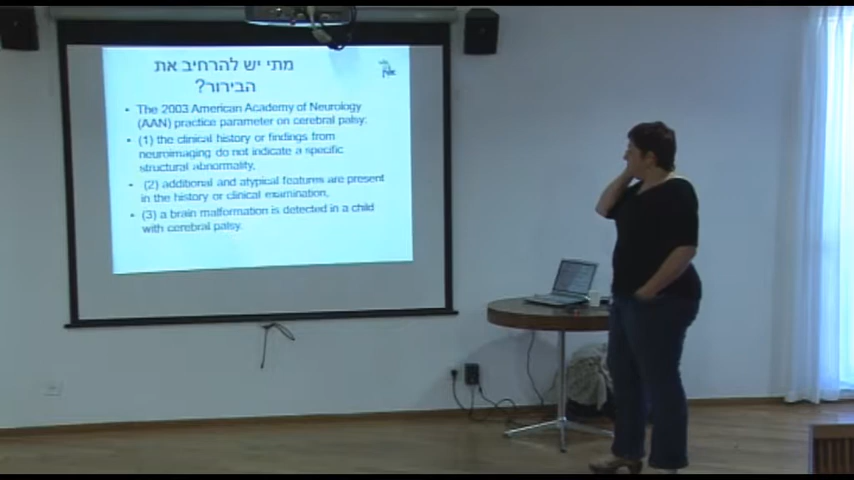 מתי יש להרחיב את
הבירור?
• The 2003 American Academy of Neurology
(AAN) practice parameter on cerebral palsy:
• (1) the clinical history or findings from
neuroimaging do not indicate a specific
structural abnormality,
• (2) additional and atypical features are present
in the history or clinical examination,
• (3) a brain malformation is detected in a child
with cerebral palsy.